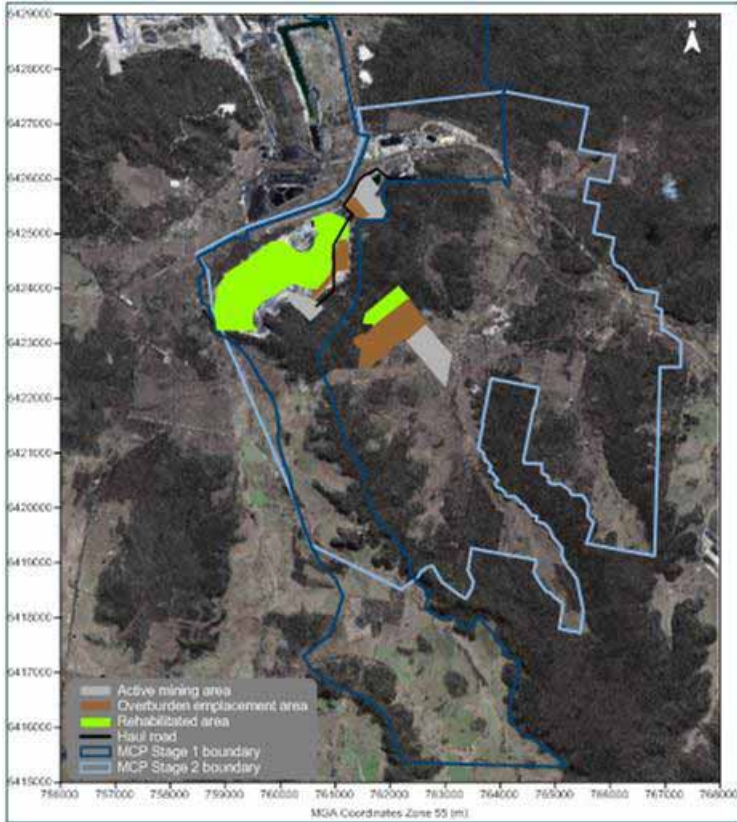 6429000
N
6428000
6427000
6426000
6425000
6424000
6423000
6422000
6421000
6420000
6419000
6418000
6417000
6416000
6415000
Active mining area
Overburden emplacement area
Rehabilitated area
Haul road
MCP Stage 1 boundary
MCP Stage 2 boundary
756000 757000 758000 759000 760000 761000 762000 763000 764000 765000 766000 767000 768000
MGA Coordinates Zone 55 (m)